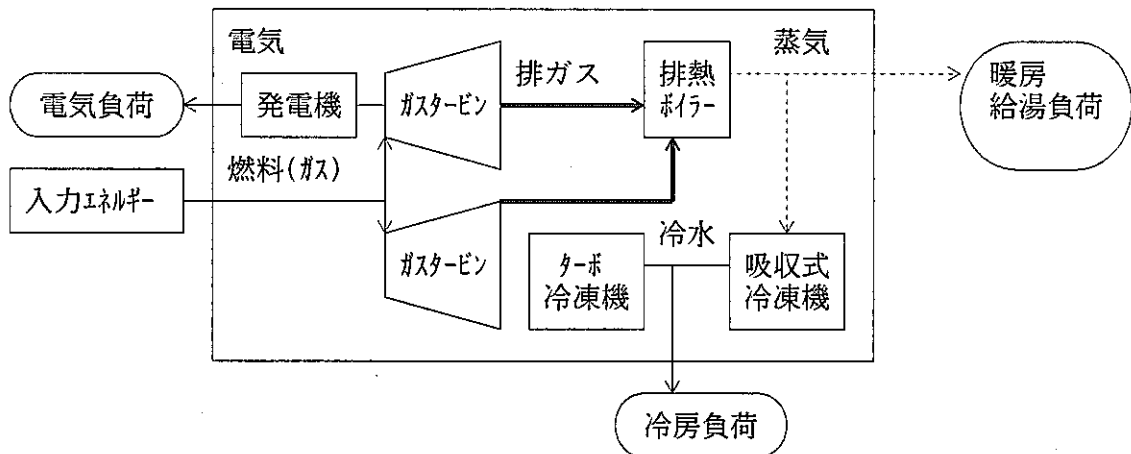 電気
蒸気
排ガス
排熱
ボイラー
暖房
給湯負荷
電気負荷
発電機
ガスタービン
燃料(ガス)
入力エネルギー
冷水
ガスタービン
ターボ
冷凍機
吸収式
冷凍機
冷房負荷